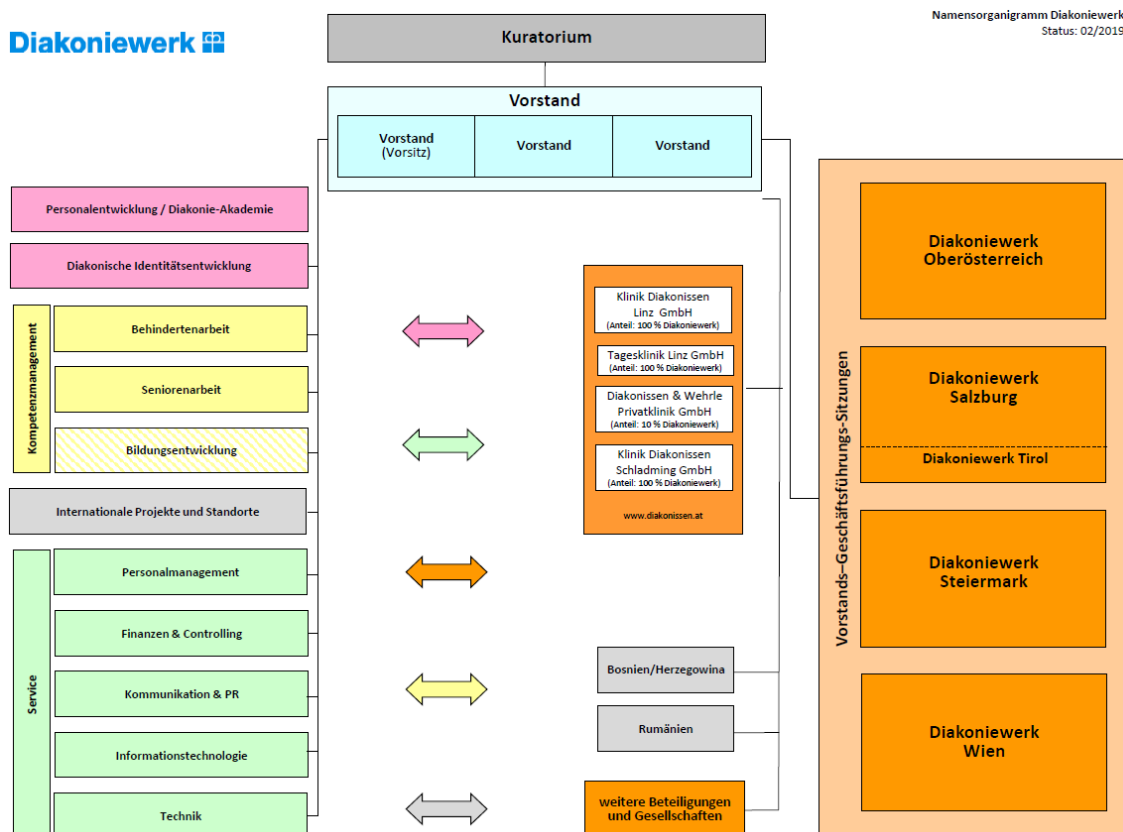 Diakoniewerk
Namensorganigramm Diakoniewerk
Status: 02/2019
Kuratorium
Vorstand
Vorstand
(Vorsitz)
Vorstand
Vorstand
Personalentwicklung / Diakonie-Akademie
Diakonische Identitätsentwicklung
Kompetenzmanagement
Behindertenarbeit
Seniorenarbeit
Bildungsentwicklung
Internationale Projekte und Standorte
Service
Personalmanagement
Finanzen & Controlling
Kommunikation & PR
Informationstechnologie
Technik
Klinik Diakonissen
Linz GmbH
(Anteil: 100 % Diakoniewerk)
Tagesklinik Linz GmbH
(Anteil: 100 % Diakoniewerk)
Diakonissen & Wehrle
Privatklinik GmbH
(Anteil: 10 % Diakoniewerk)
Klinik Diakonissen
Schladming GmbH
(Anteil: 100 % Diakoniewerk)
www.diakonissen.at
Bosnien/Herzegowina
Rumänien
weitere Beteiligungen
und Gesellschaften
Vorstands–Geschäftsführungs-Sitzungen
Diakoniewerk
Oberösterreich
Diakoniewerk
Salzburg
Diakoniewerk Tirol
Diakoniewerk
Steiermark
Diakoniewerk
Wien